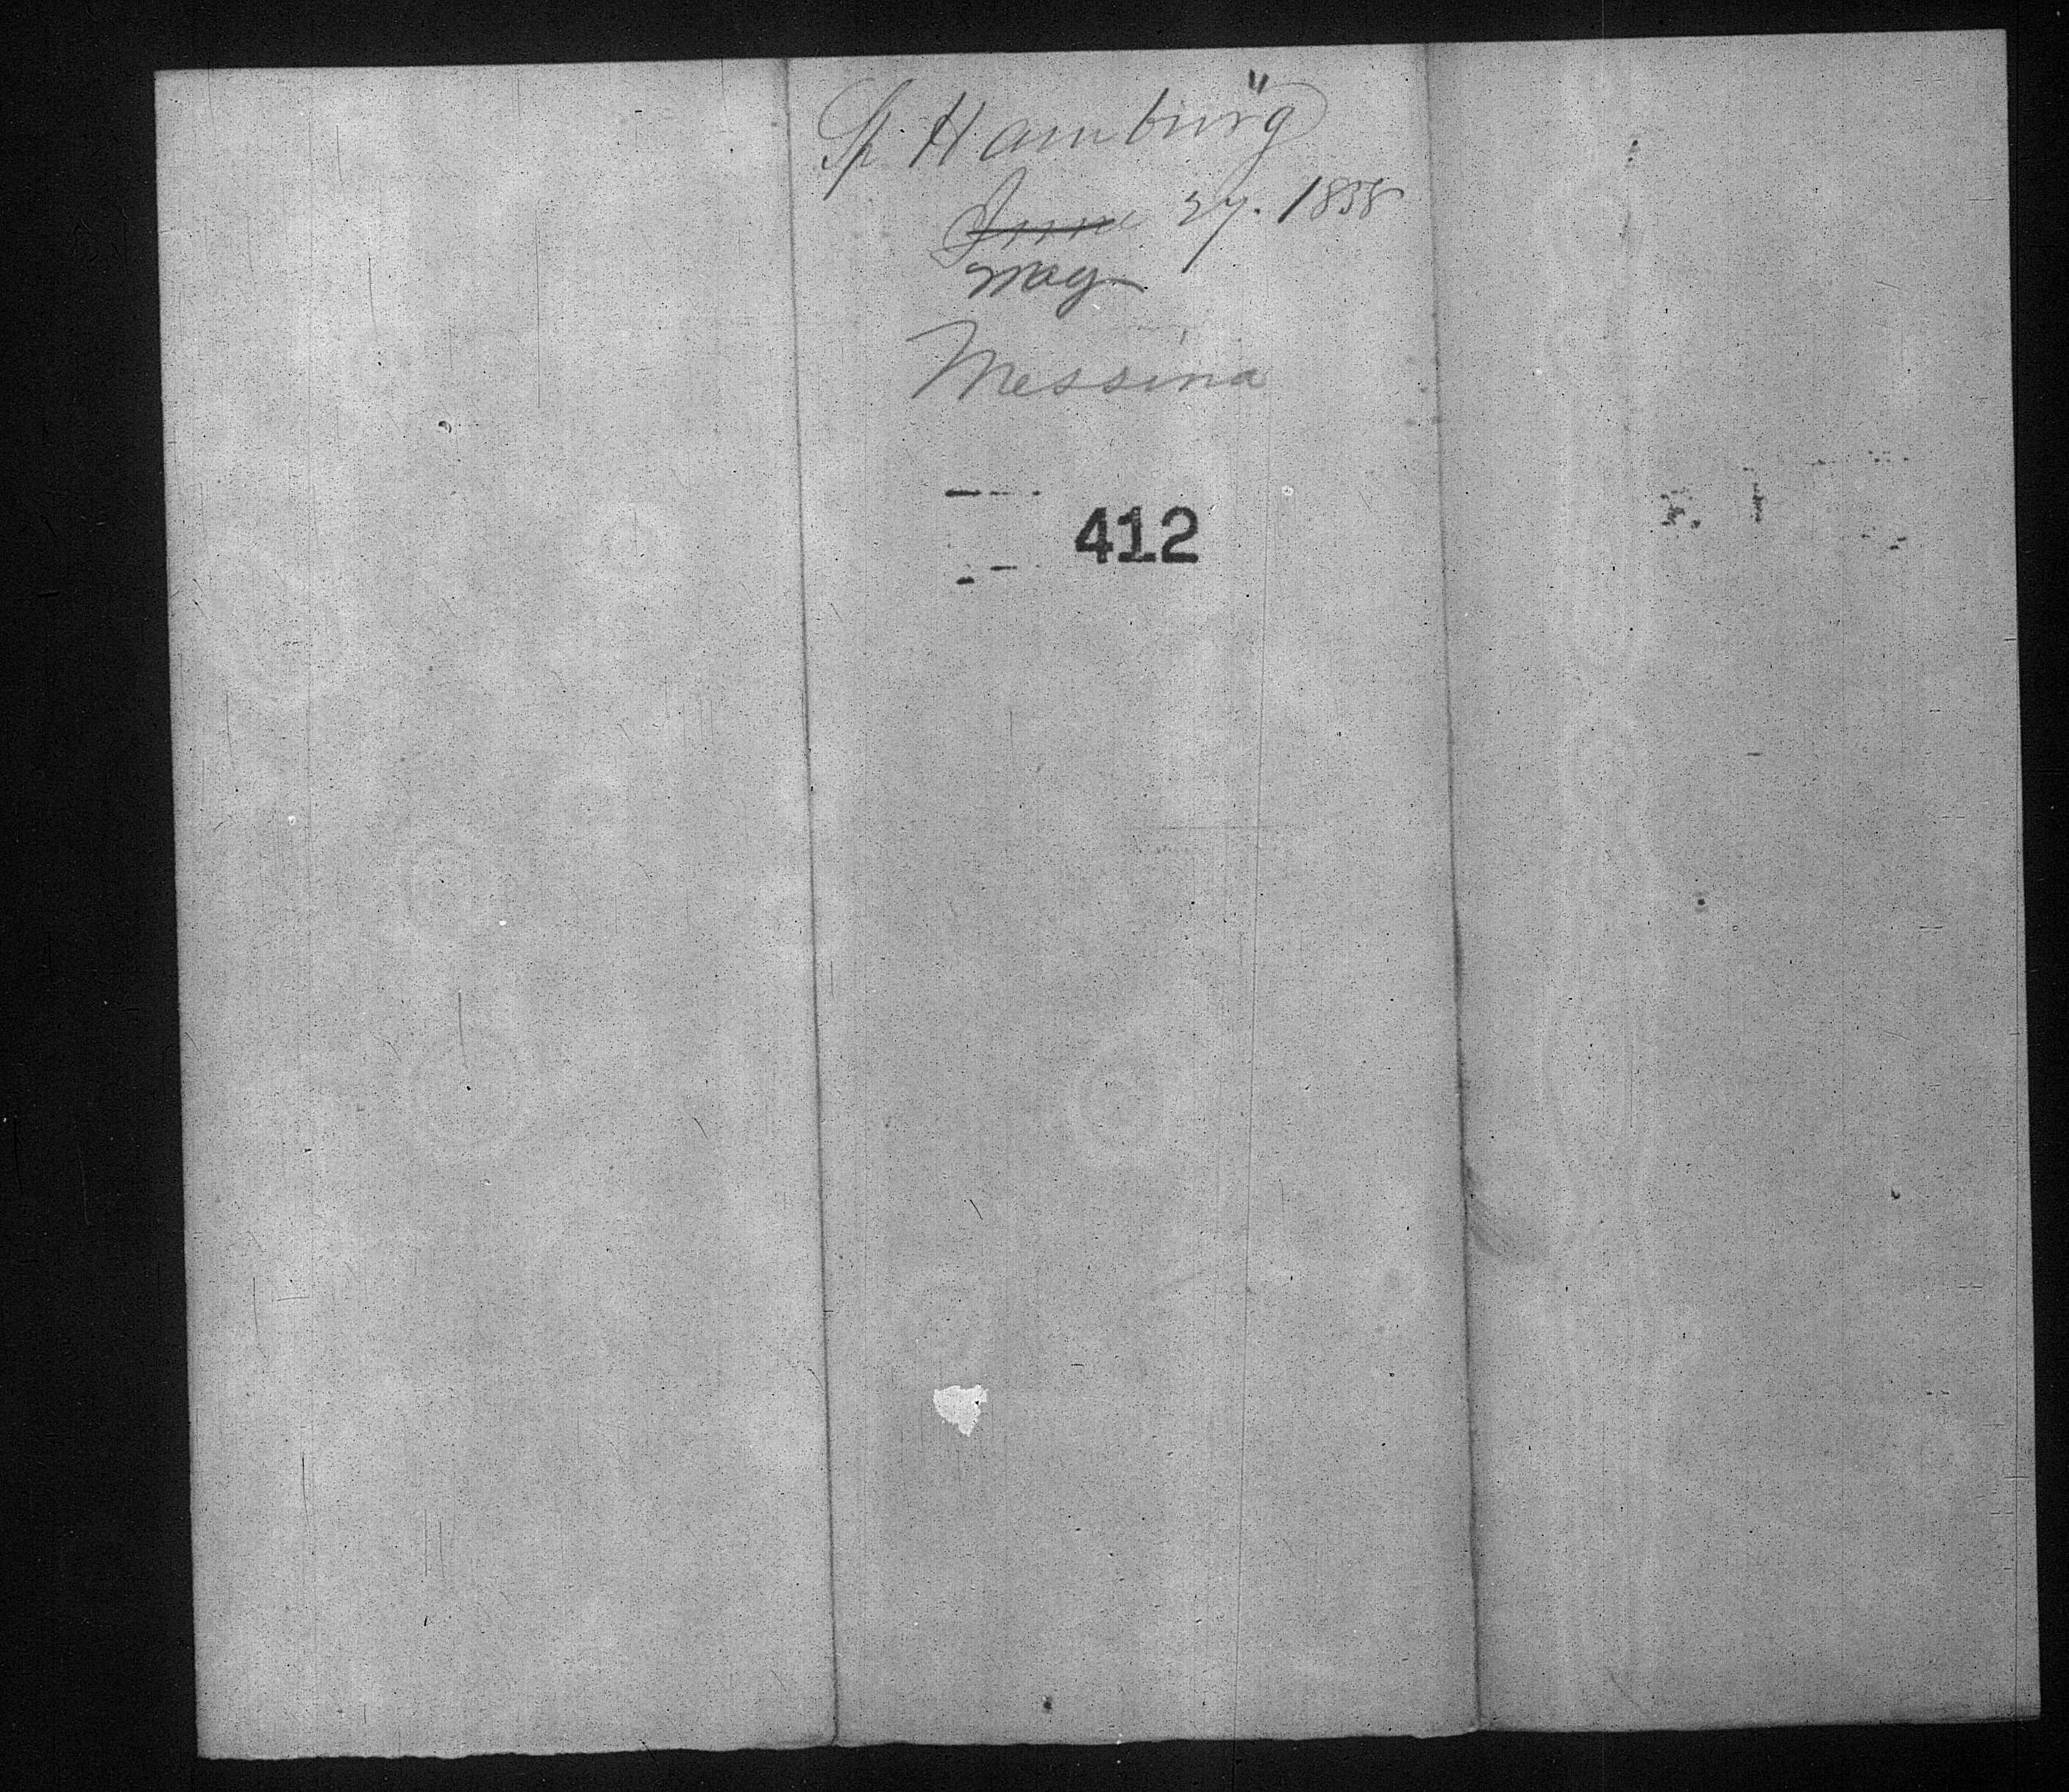 Sp. Hamburg"
June 27. 1858
May
Messina
412